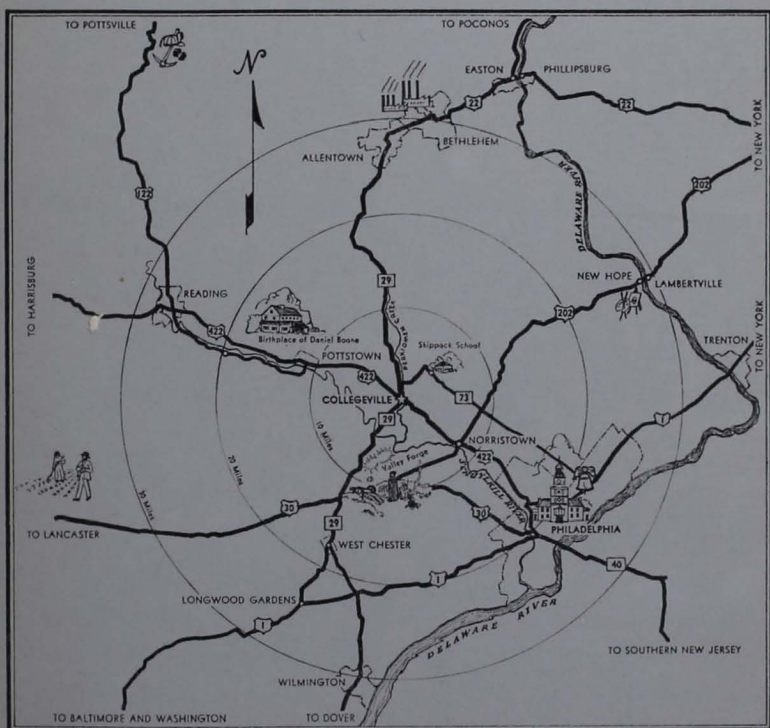 TO POTTSVILLE
TO POCONOS
N
EASTON
PHILLIPSBURG
22
22
BETHLEHEM
ALLENTOWN
TO NEW YORK
202
122
DELAWARE RIVER
TO HARRISBURG
READING
29
NEW HOPE
LAMBERTVILLE
202
422
Birthplace of Daniel Boone
PERKIOMEN CREEK
Skippack School
TRENTON
TO NEW YORK
POTTSTOWN
422
COLLEGEVILLE
73
29
1
10 Miles
NORRISTOWN
20 Miles
Valley Forge
422
30 Miles
SCHUYLKILL RIVER
30
30
TO LANCASTER
29
PHILADELPHIA
WEST CHESTER
40
1
LONGWOOD GARDENS
1
DELAWARE RIVER
TO SOUTHERN NEW JERSEY
WILMINGTON
TO BALTIMORE AND WASHINGTON
TO DOVER